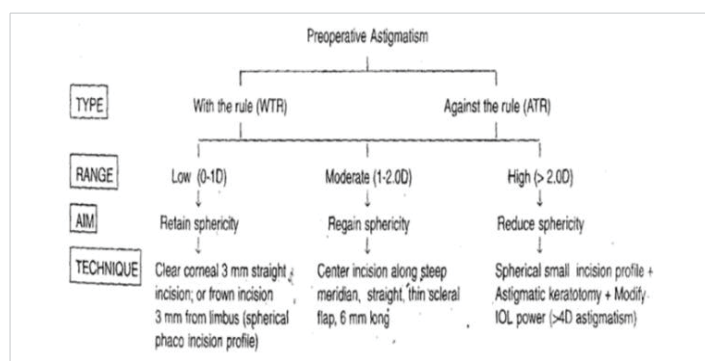 Preoperative Astigmatism
TYPE
With the rule (WTR)
Against the rule (ATR)
RANGE
Low (0-1D)
Moderate (1-2.0D)
High (> 2.0D)
AIM
Retain sphericity
Regain sphericity
Reduce sphericity
TECHNIQUE
Clear corneal 3 mm straight
incision; or frown incision
3 mm from limbus (spherical
phaco incision profile)
Center incision along steep
meridian, straight, thin scleral
flap, 6 mm long
Spherical small incision profile +
Astigmatic keratotomy + Modify
IOL power (>4D astigmatism)